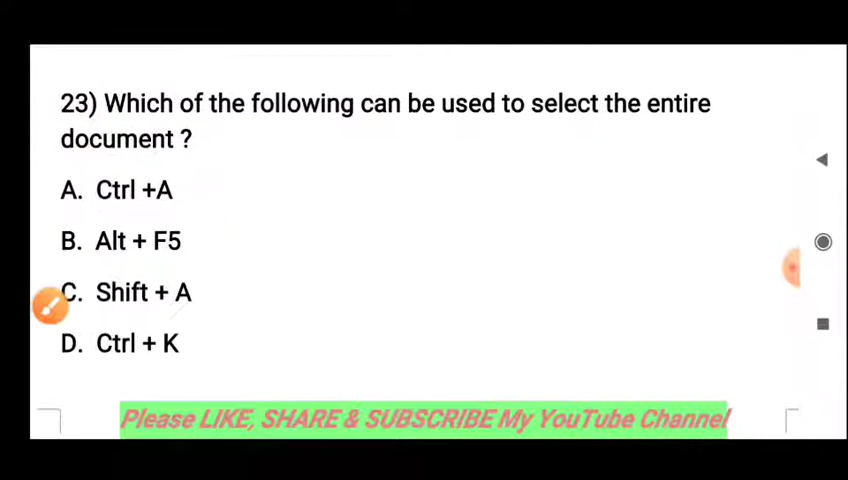 23) Which of the following can be used to select the entire
document ?
A. Ctrl +A
B. Alt + F5
C. Shift + A
D. Ctrl + K
Please LIKE, SHARE & SUBSCRIBE My YouTube Channel